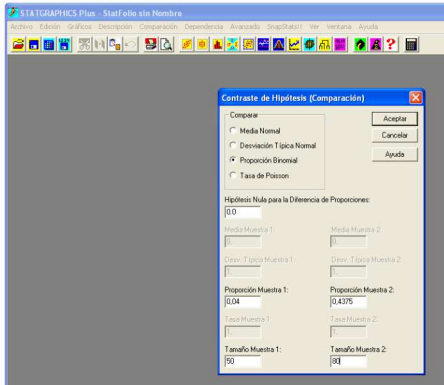 STATGRAPHICS Plus - StatFolio sin Nombre
Archivo Edición Gráficos Descripción Comparación Dependencia Avanzado SnapStats!! Ver Ventana Ayuda
Contraste de Hipótesis (Comparación)
Comparar
Media Normal
Desviación Típica Normal
Proporción Binomial
Tasa de Poisson
Aceptar
Cancelar
Ayuda
Hipótesis Nula para la Diferencia de Proporciones:
0.0
Media Muestra 1: Media Muestra 2:
0, 0,
Desv. Típica Muestra 1: Desv. Típica Muestra 2:
1, 1,
Proporción Muestra 1: Proporción Muestra 2:
0,04 0,4375
Tasa Muestra 1: Tasa Muestra 2:
1, 1,
Tamaño Muestra 1: Tamaño Muestra 2:
50 80